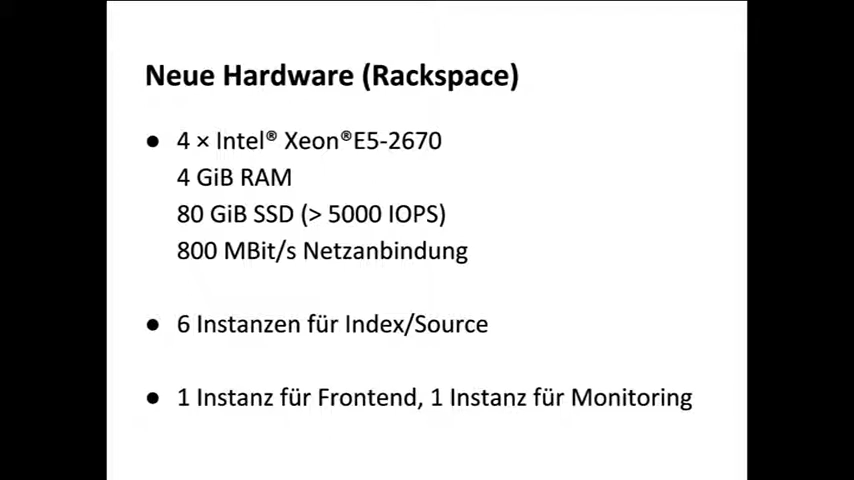 Neue Hardware (Rackspace)
● 4 × Intel® Xeon®E5-2670
4 GiB RAM
80 GiB SSD (> 5000 IOPS)
800 MBit/s Netzanbindung
● 6 Instanzen für Index/Source
● 1 Instanz für Frontend, 1 Instanz für Monitoring